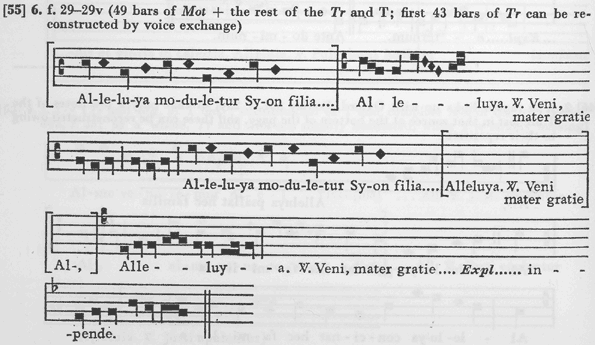 [55] 6. f. 29-29v (49 bars of Mot + the rest of the Tr and T; first 43 bars of Tr can be re-
constructed by voice exchange)
Al-le-lu-ya mo-du-le-tur Sy-on filia.... Al - le - - - luya. ℣. Veni,
mater gratie
Al-le-lu-ya mo-du-le-tur Sy-on filia.... Alleluya. ℣. Veni
mater gratie
Al-, Alle - - luy - a. ℣. Veni, mater gratie.... Expl...... in - -
-pende.